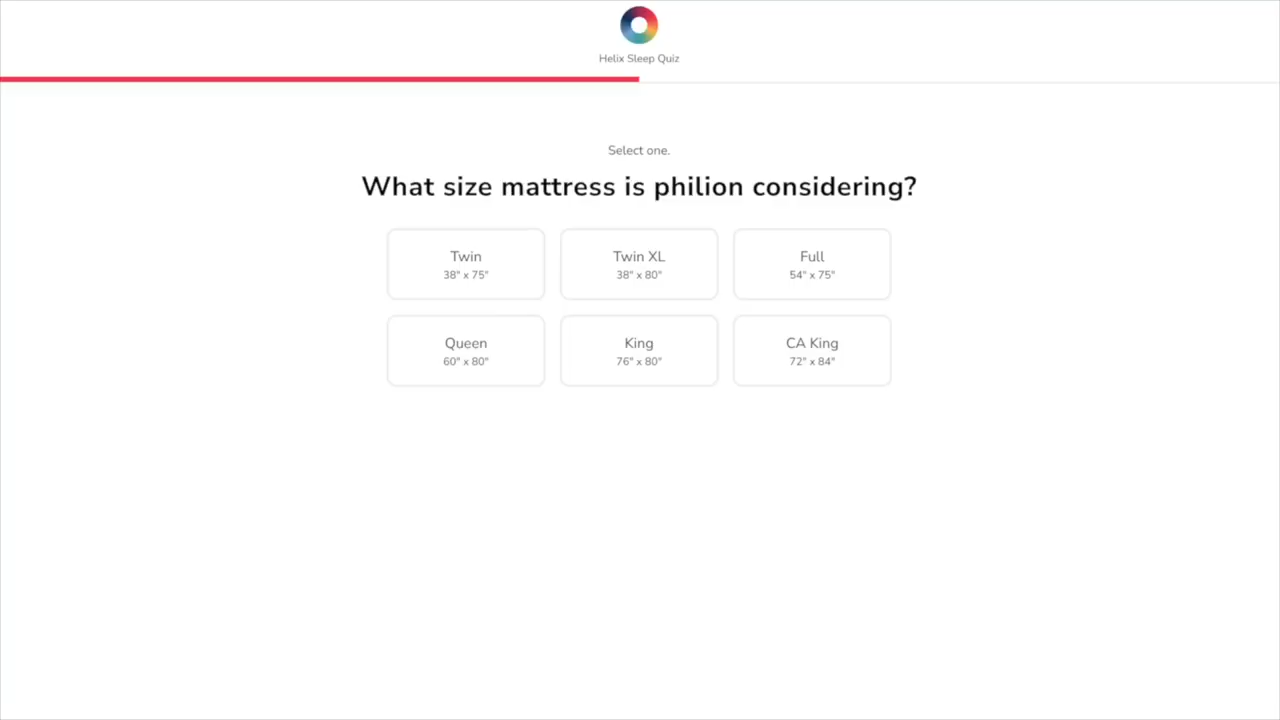 Helix Sleep Quiz
Select one.
What size mattress is philion considering?
Twin
38" x 75"
Twin XL
38" x 80"
Full
54" x 75"
Queen
60" x 80"
King
76" x 80"
CA King
72" x 84"